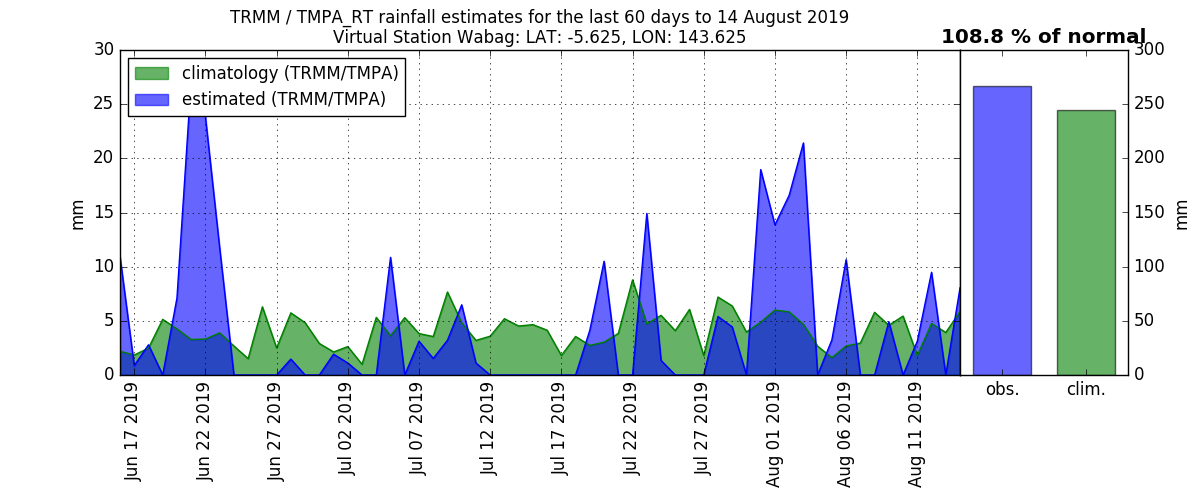 TRMM / TMPA_RT rainfall estimates for the last 60 days to 14 August 2019
Virtual Station Wabag: LAT: -5.625, LON: 143.625
108.8 % of normal
climatology (TRMM/TMPA)
estimated (TRMM/TMPA)
30
25
20
15
10
5
0
mm
300
250
200
150
100
50
0
mm
Jun 17 2019
Jun 22 2019
Jun 27 2019
Jul 02 2019
Jul 07 2019
Jul 12 2019
Jul 17 2019
Jul 22 2019
Jul 27 2019
Aug 01 2019
Aug 06 2019
Aug 11 2019
obs.
clim.